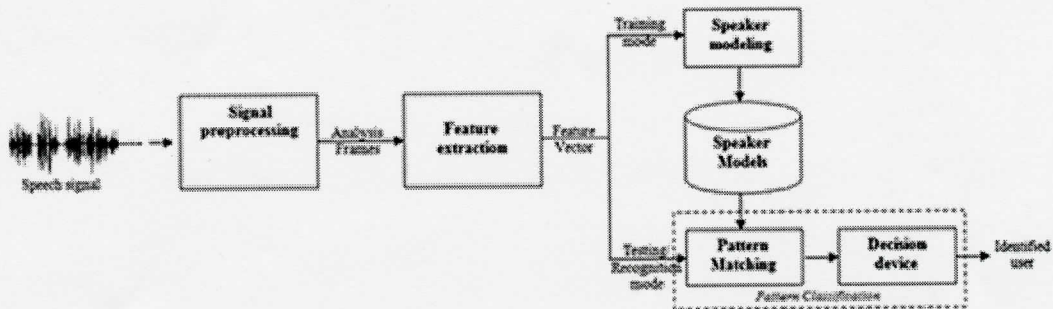 Speech signal
Signal
preprocessing
Analysis
Frames
Feature
extraction
Feature
Vector
Training
mode
Speaker
modeling
Speaker
Models
Testing/
Recognition
mode
Pattern
Matching
Decision
device
Pattern Classification
Identified
user